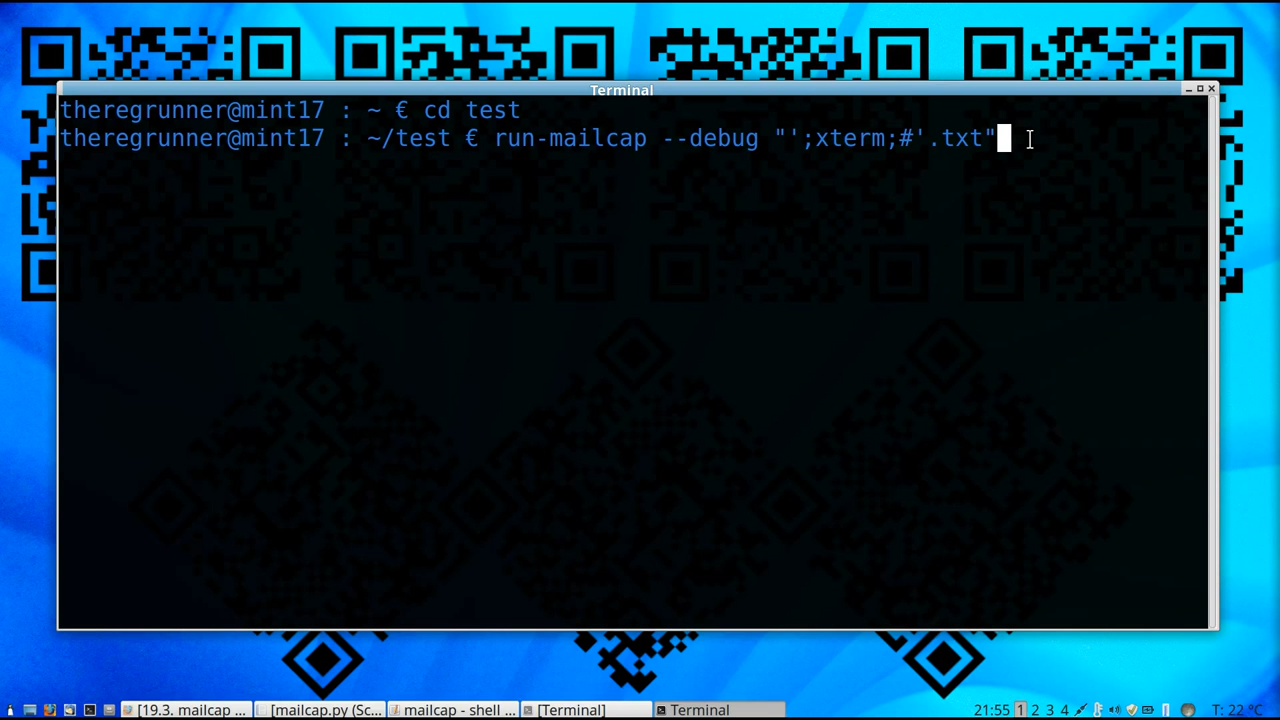 Terminal
theregrunner@mint17 : ~ € cd test
theregrunner@mint17 : ~/test € run-mailcap --debug "';xterm;#'.txt"
[19.3. mailcap ...
[mailcap.py (Sc...
mailcap - shell ...
[Terminal]
Terminal
21:55
1 2 3 4
T: 22 °C